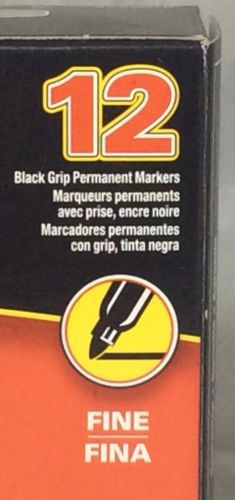 12
Black Grip Permanent Markers
Marqueurs permanents
avec prise, encre noire
Marcadores permanentes
con grip, tinta negra
F
FINE
FINA